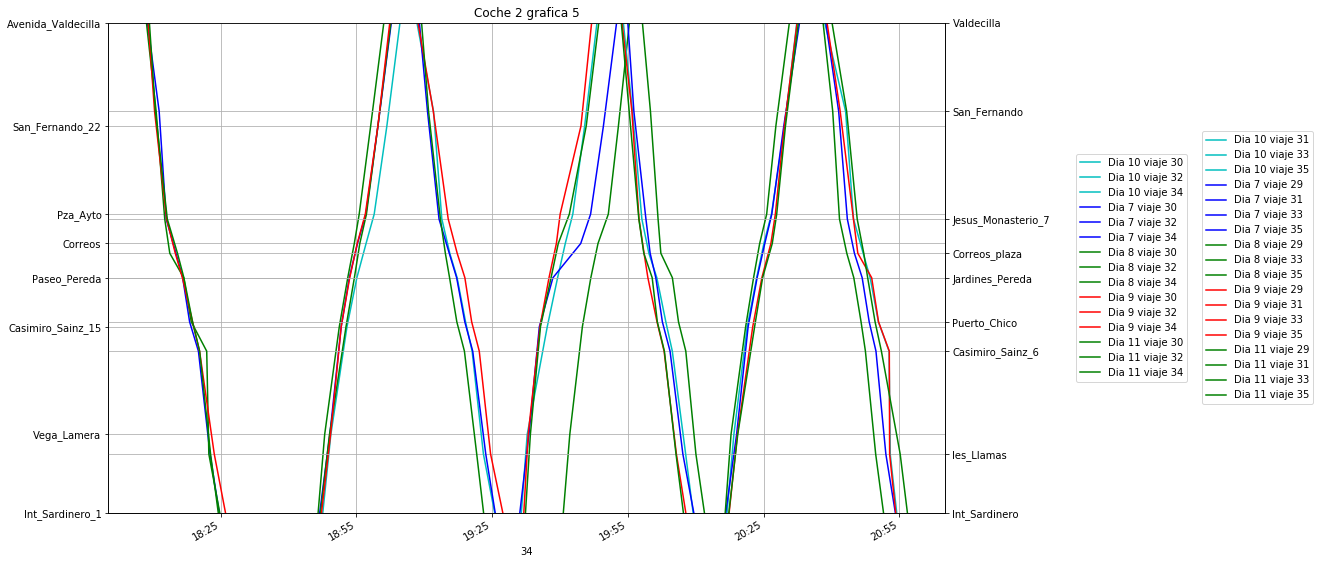 Coche 2 grafica 5
Avenida_Valdecilla
San_Fernando_22
Pza_Ayto
Correos
Paseo_Pereda
Casimiro_Sainz_15
Vega_Lamera
Int_Sardinero_1
Valdecilla
San_Fernando
Jesus_Monasterio_7
Correos_plaza
Jardines_Pereda
Puerto_Chico
Casimiro_Sainz_6
Ies_Llamas
Int_Sardinero
18:25
18:55
19:25
19:55
20:25
20:55
34
Dia 10 viaje 30
Dia 10 viaje 32
Dia 10 viaje 34
Dia 7 viaje 30
Dia 7 viaje 32
Dia 7 viaje 34
Dia 8 viaje 30
Dia 8 viaje 32
Dia 8 viaje 34
Dia 9 viaje 30
Dia 9 viaje 32
Dia 9 viaje 34
Dia 11 viaje 30
Dia 11 viaje 32
Dia 11 viaje 34
Dia 10 viaje 31
Dia 10 viaje 33
Dia 10 viaje 35
Dia 7 viaje 29
Dia 7 viaje 31
Dia 7 viaje 33
Dia 7 viaje 35
Dia 8 viaje 29
Dia 8 viaje 33
Dia 8 viaje 35
Dia 9 viaje 29
Dia 9 viaje 31
Dia 9 viaje 33
Dia 9 viaje 35
Dia 11 viaje 29
Dia 11 viaje 31
Dia 11 viaje 33
Dia 11 viaje 35